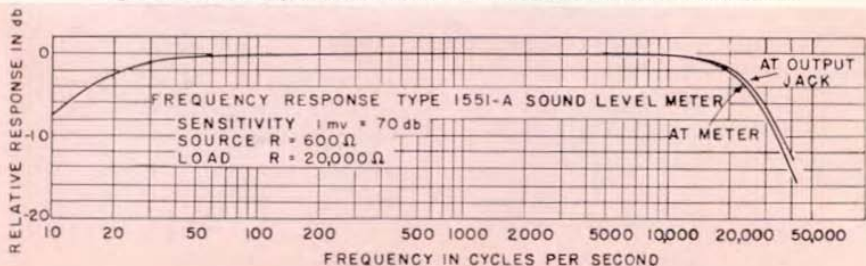 RELATIVE RESPONSE IN db
0
-10
-20
AT OUTPUT
JACK
FREQUENCY RESPONSE TYPE 1551-A SOUND LEVEL METER
AT METER
SENSITIVITY 1 mv = 70 db
SOURCE R = 600Ω
LOAD R = 20,000Ω
10 20 50 100 200 500 1000 2000 5000 10,000 20,000 50,000
FREQUENCY IN CYCLES PER SECOND